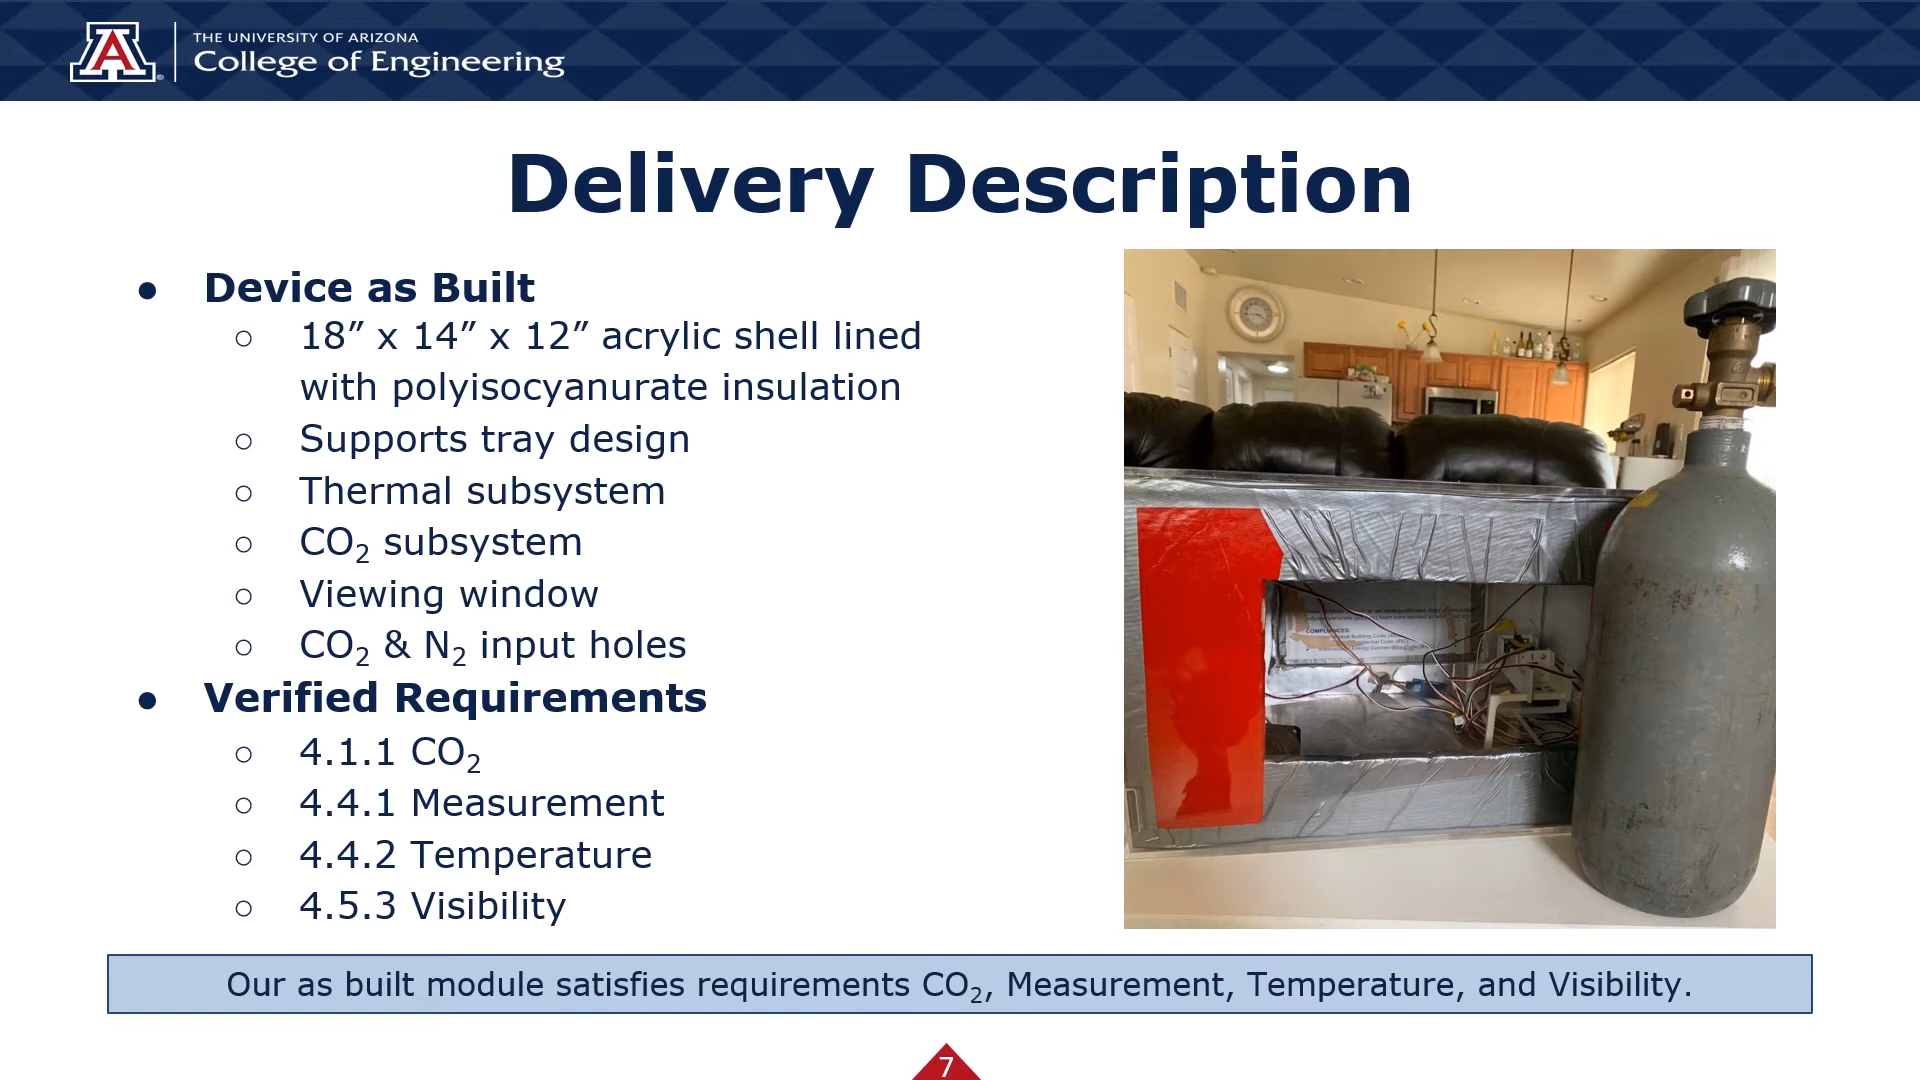 THE UNIVERSITY OF ARIZONA
College of Engineering
Delivery Description
● Device as Built
○ 18” x 14” x 12” acrylic shell lined
with polyisocyanurate insulation
○ Supports tray design
○ Thermal subsystem
○ CO₂ subsystem
○ Viewing window
○ CO₂ & N₂ input holes
● Verified Requirements
○ 4.1.1 CO₂
○ 4.4.1 Measurement
○ 4.4.2 Temperature
○ 4.5.3 Visibility
COMPLIANCES:
Our as built module satisfies requirements CO₂, Measurement, Temperature, and Visibility.
7